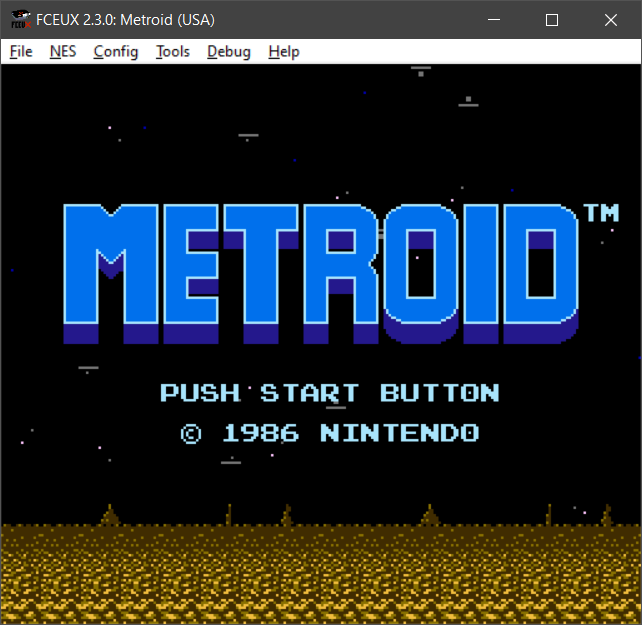 FCEUX 2.3.0: Metroid (USA)
File NES Config Tools Debug Help
METROID™
PUSH START BUTTON
© 1986 NINTENDO